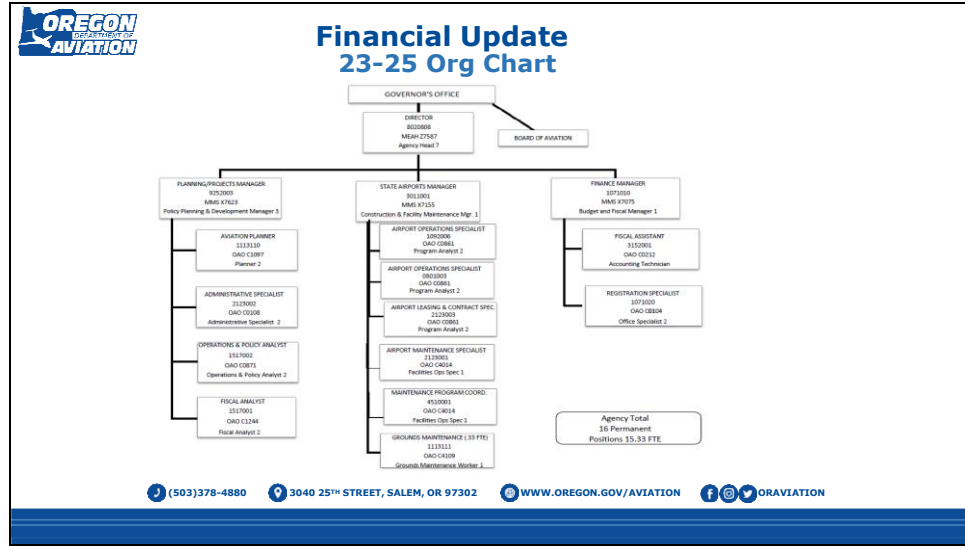 OREGON
DEPARTMENT OF
AVIATION
Financial Update
23-25 Org Chart
GOVERNOR'S OFFICE
DIRECTOR
8020808
MEAH Z7587
Agency Head 7
BOARD OF AVIATION
PLANNING/PROJECTS MANAGER
9252003
MMS X7623
Policy Planning & Development Manager 3
AVIATION PLANNER
1113110
OAO C1097
Planner 2
ADMINISTRATIVE SPECIALIST
2123002
OAO C0108
Administrative Specialist 2
OPERATIONS & POLICY ANALYST
1517002
OAO C0871
Operations & Policy Analyst 2
FISCAL ANALYST
1517001
OAO C1244
Fiscal Analyst 2
STATE AIRPORTS MANAGER
3011001
MMS X7155
Construction & Facility Maintenance Mgr. 1
AIRPORT OPERATIONS SPECIALIST
1092006
OAO C0861
Program Analyst 2
AIRPORT OPERATIONS SPECIALIST
0801003
OAO C0861
Program Analyst 2
AIRPORT LEASING & CONTRACT SPEC.
2123003
OAO C0861
Program Analyst 2
AIRPORT MAINTENANCE SPECIALIST
2123001
OAO C4014
Facilities Ops Spec 1
MAINTENANCE PROGRAM COORD.
4510001
OAO C4014
Facilities Ops Spec 1
GROUNDS MAINTENANCE (.33 FTE)
1113111
OAO C4109
Grounds Maintenance Worker 1
FINANCE MANAGER
1071010
MMS X7075
Budget and Fiscal Manager 1
FISCAL ASSISTANT
3152001
OAO C0212
Accounting Technician
REGISTRATION SPECIALIST
1071020
OAO C0104
Office Specialist 2
Agency Total
16 Permanent
Positions 15.33 FTE
(503)378-4880 3040 25TH STREET, SALEM, OR 97302 WWW.OREGON.GOV/AVIATION ORAVIATION